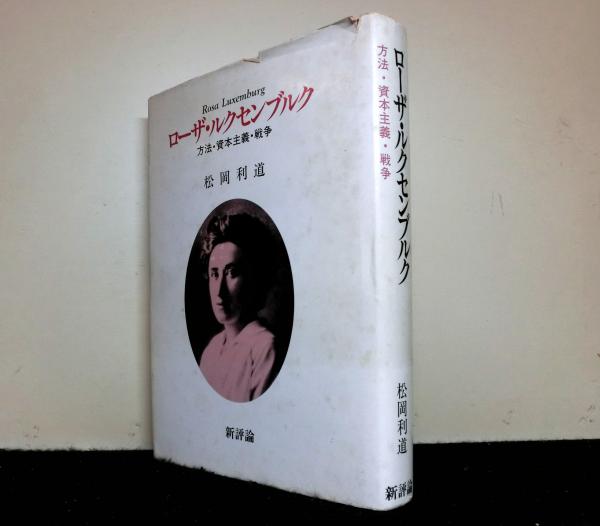 Rosa Luxemburg
ローザ・ルクセンブルク
方法・資本主義・戦争
松岡利道
新評論
ローザ・ルクセンブルク
方法・資本主義・戦争
松岡利道
新評論